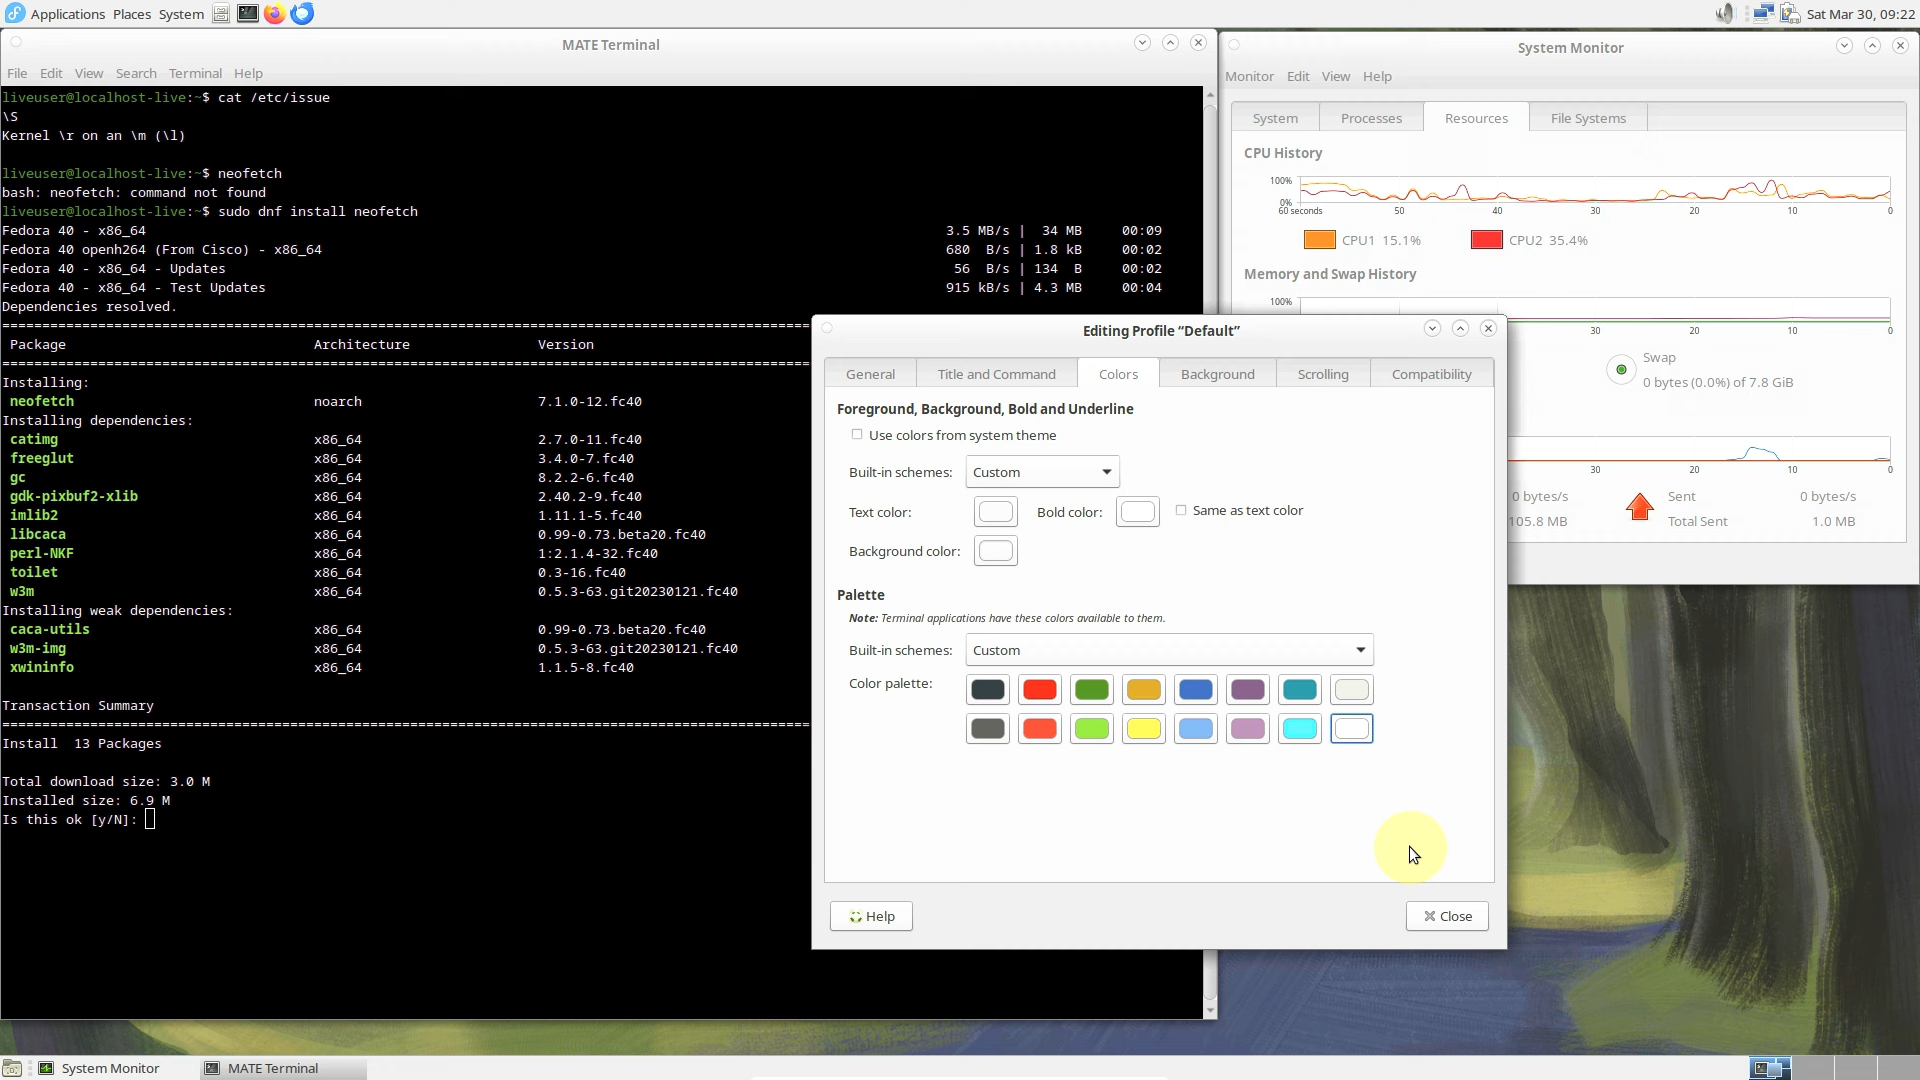 Applications Places System
Sat Mar 30, 09:22
MATE Terminal
File Edit View Search Terminal Help
liveuser@localhost-live:~$ cat /etc/issue
\S
Kernel \r on an \m (\l)
liveuser@localhost-live:~$ neofetch
bash: neofetch: command not found
liveuser@localhost-live:~$ sudo dnf install neofetch
Fedora 40 - x86_64 3.5 MB/s | 34 MB 00:09
Fedora 40 openh264 (From Cisco) - x86_64 680 B/s | 1.8 kB 00:02
Fedora 40 - x86_64 - Updates 56 B/s | 134 B 00:02
Fedora 40 - x86_64 - Test Updates 915 kB/s | 4.3 MB 00:04
Dependencies resolved.
Package Architecture Version
Installing:
neofetch noarch 7.1.0-12.fc40
Installing dependencies:
catimg x86_64 2.7.0-11.fc40
freeglut x86_64 3.4.0-7.fc40
gc x86_64 8.2.2-6.fc40
gdk-pixbuf2-xlib x86_64 2.40.2-9.fc40
imlib2 x86_64 1.11.1-5.fc40
libcaca x86_64 0.99-0.73.beta20.fc40
perl-NKF x86_64 1:2.1.4-32.fc40
toilet x86_64 0.3-16.fc40
w3m x86_64 0.5.3-63.git20230121.fc40
Installing weak dependencies:
caca-utils x86_64 0.99-0.73.beta20.fc40
w3m-img x86_64 0.5.3-63.git20230121.fc40
xwininfo x86_64 1.1.5-8.fc40
Transaction Summary
Install 13 Packages
Total download size: 3.0 M
Installed size: 6.9 M
Is this ok [y/N]:
System Monitor
Monitor Edit View Help
System Processes Resources File Systems
CPU History
100%
0%
60 seconds 50 40 30 20 10 0
CPU1 15.1% CPU2 35.4%
Memory and Swap History
100%
30 20 10 0
Swap
0 bytes (0.0%) of 7.8 GiB
30 20 10 0
0 bytes/s Sent 0 bytes/s
105.8 MB Total Sent 1.0 MB
Editing Profile “Default”
General Title and Command Colors Background Scrolling Compatibility
Foreground, Background, Bold and Underline
Use colors from system theme
Built-in schemes: Custom
Text color: Bold color: Same as text color
Background color:
Palette
Note: Terminal applications have these colors available to them.
Built-in schemes: Custom
Color palette:
Help Close
System Monitor MATE Terminal